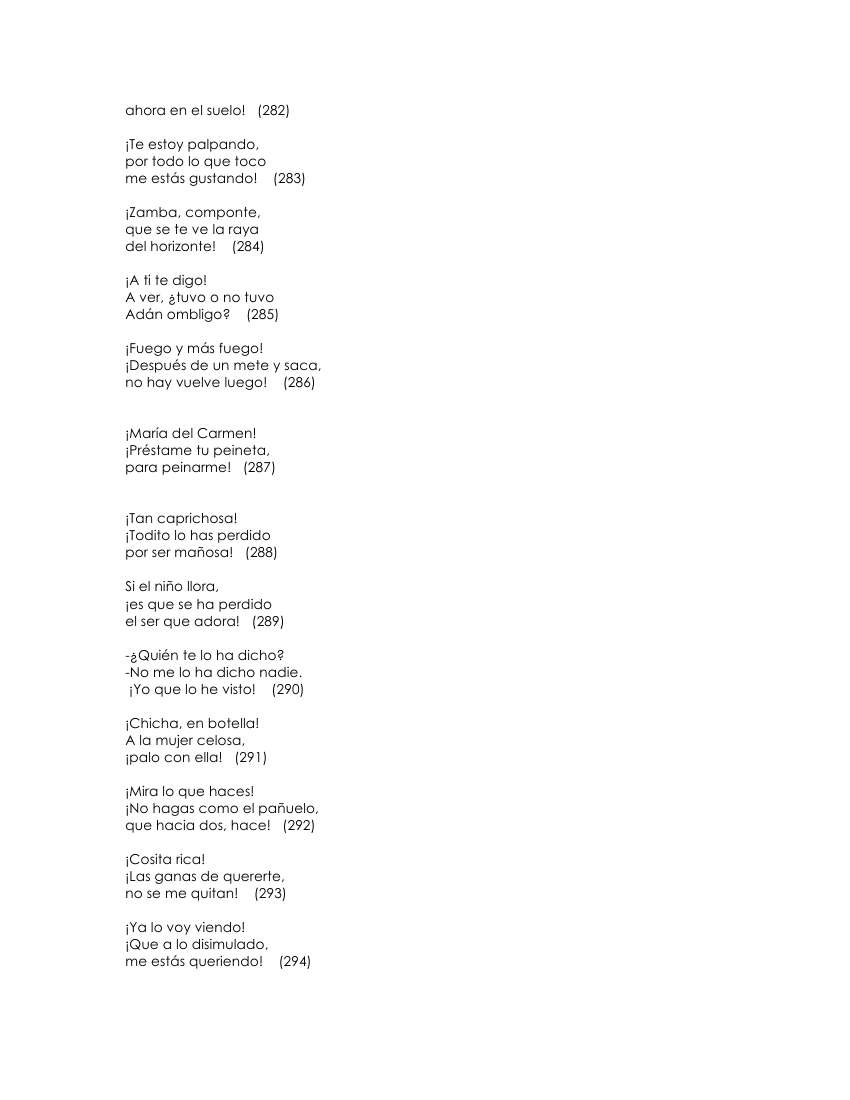 ahora en el suelo! (282)
¡Te estoy palpando,
por todo lo que toco
me estás gustando! (283)
¡Zamba, componte,
que se te ve la raya
del horizonte! (284)
¡A ti te digo!
A ver, ¿tuvo o no tuvo
Adán ombligo? (285)
¡Fuego y más fuego!
¡Después de un mete y saca,
no hay vuelve luego! (286)
¡María del Carmen!
¡Préstame tu peineta,
para peinarme! (287)
¡Tan caprichosa!
¡Todito lo has perdido
por ser mañosa! (288)
Si el niño llora,
¡es que se ha perdido
el ser que adora! (289)
-¿Quién te lo ha dicho?
-No me lo ha dicho nadie.
¡Yo que lo he visto! (290)
¡Chicha, en botella!
A la mujer celosa,
¡palo con ella! (291)
¡Mira lo que haces!
¡No hagas como el pañuelo,
que hacia dos, hace! (292)
¡Cosita rica!
¡Las ganas de quererte,
no se me quitan! (293)
¡Ya lo voy viendo!
¡Que a lo disimulado,
me estás queriendo! (294)